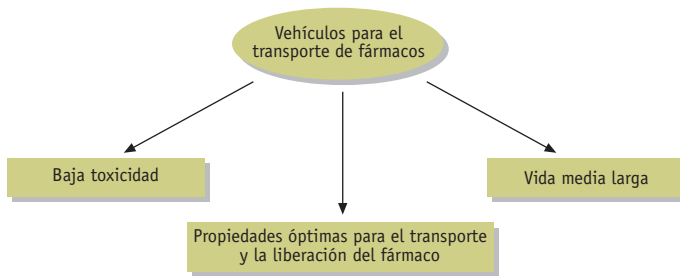 Vehículos para el
transporte de fármacos
Baja toxicidad
Propiedades óptimas para el transporte
y la liberación del fármaco
Vida media larga